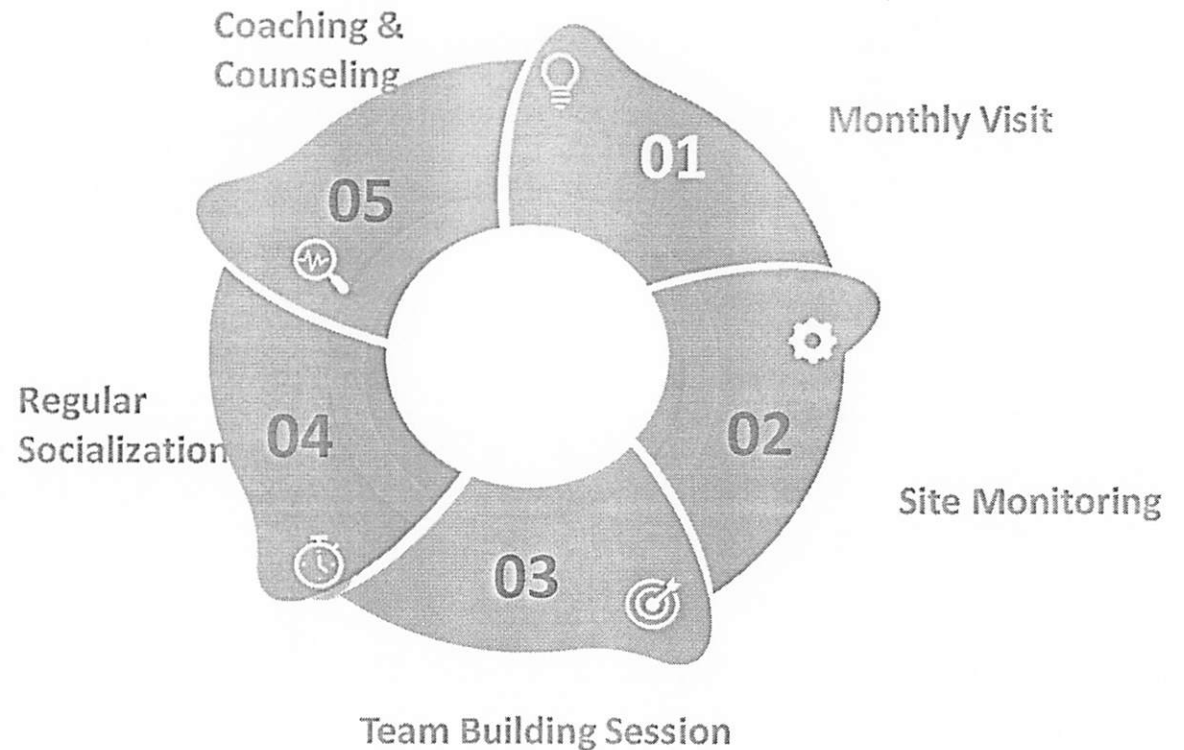 Coaching &
Counseling
01
Monthly Visit
05
Regular
Socialization
04
02
Site Monitoring
03
Team Building Session